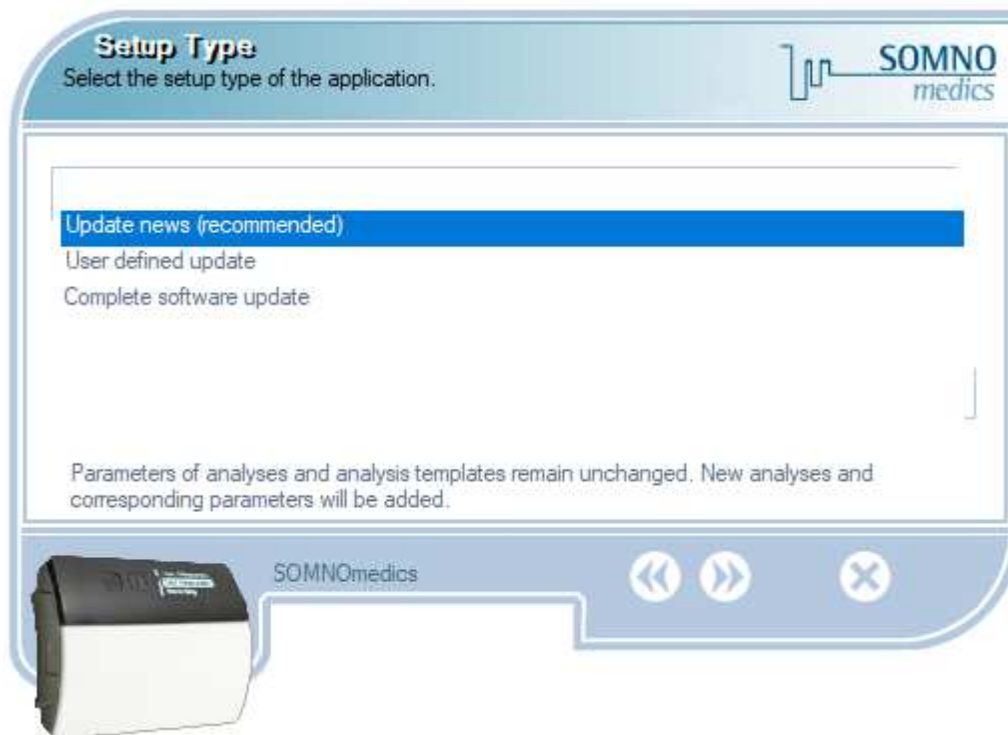 Setup Type
Select the setup type of the application.
SOMNO
medics
Update news (recommended)
User defined update
Complete software update
Parameters of analyses and analysis templates remain unchanged. New analyses and
corresponding parameters will be added.
SOMNOmedics